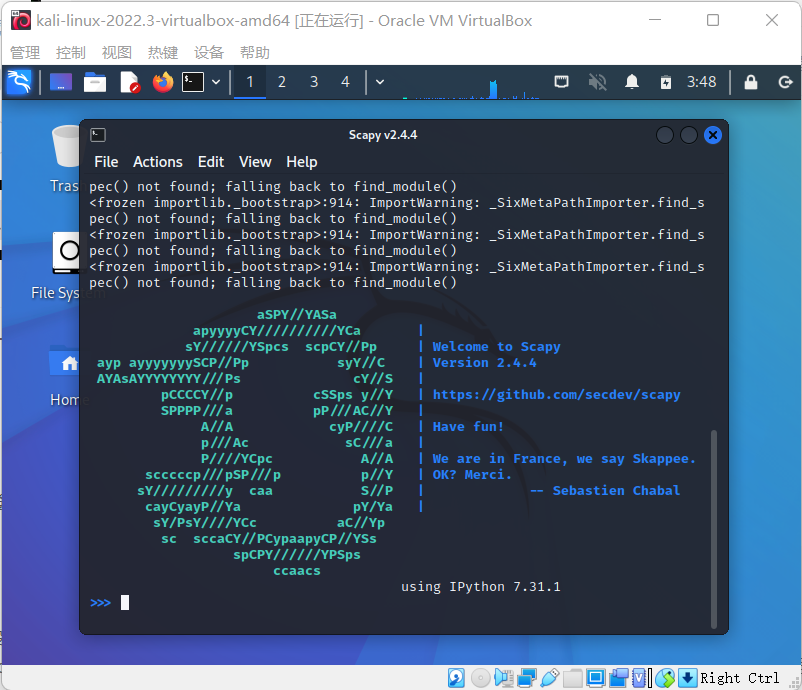 kali-linux-2022.3-virtualbox-amd64 [正在运行] - Oracle VM VirtualBox
管理 控制 视图 热键 设备 帮助
1 2 3 4 3:48
Scapy v2.4.4
File Actions Edit View Help
Tras
File System
Home
pec() not found; falling back to find_module()
<frozen importlib._bootstrap>:914: ImportWarning: _SixMetaPathImporter.find_s
pec() not found; falling back to find_module()
<frozen importlib._bootstrap>:914: ImportWarning: _SixMetaPathImporter.find_s
pec() not found; falling back to find_module()
<frozen importlib._bootstrap>:914: ImportWarning: _SixMetaPathImporter.find_s
pec() not found; falling back to find_module()
                     aSPY//YASa
             apyyyyCY//////////YCa       |
            sY//////YSpcs  scpCY//Pp     | Welcome to Scapy
 ayp ayyyyyyySCP//Pp           syY//C    | Version 2.4.4
 AYAsAYYYYYYYY///Ps              cY//S   |
         pCCCCY//p          cSSps y//Y   | https://github.com/secdev/scapy
         SPPPP///a          pP///AC//Y   |
              A//A            cyP////C   | Have fun!
              p///Ac            sC///a   |
              P////YCpc           A//A   | We are in France, we say Skappee.
       scccccp///pSP///p          p//Y   | OK? Merci.
      sY/////////y  caa           S//P   |              -- Sebastien Chabal
       cayCyayP//Ya              pY/Ya   |
        sY/PsY////YCc          aC//Yp
         sc  sccaCY//PCypaapyCP//YSs
                  spCPY//////YPSps
                       ccaacs
using IPython 7.31.1
>>>
Right Ctrl